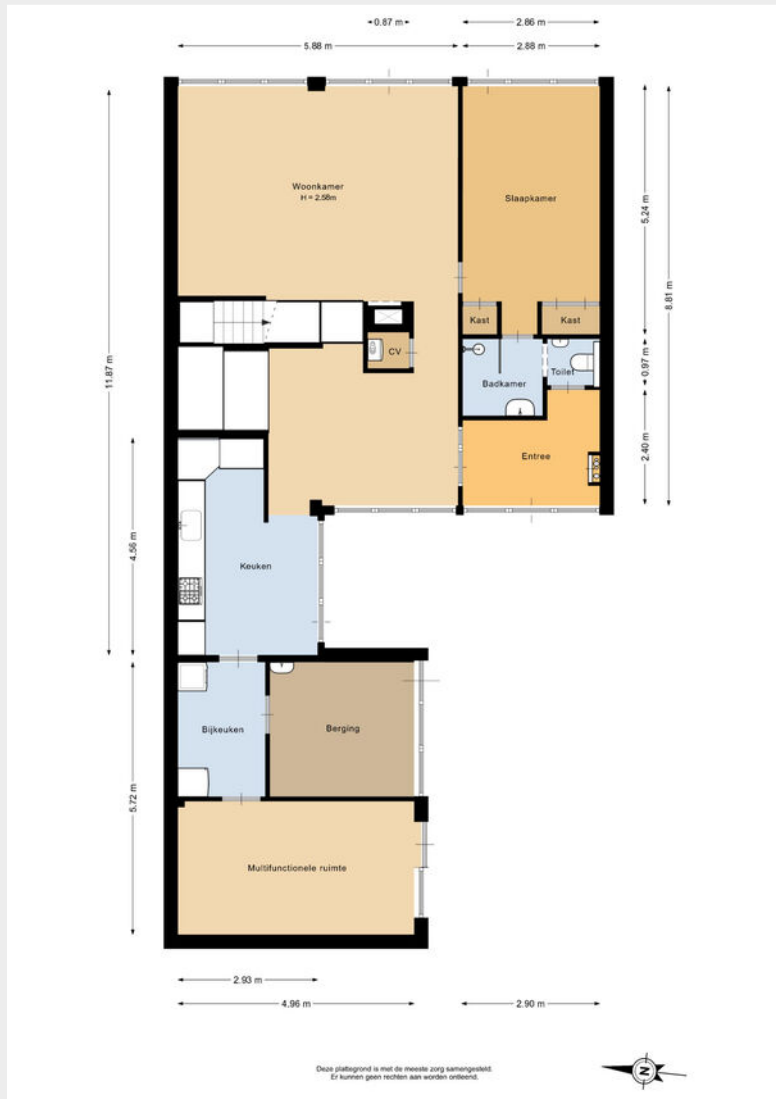 0.87 m
2.86 m
5.88 m
2.88 m
Woonkamer
H = 2.58m
Slaapkamer
5.24 m
8.81 m
11.87 m
Kast
Kast
CV
Toilet
Badkamer
0.97 m
Entree
2.40 m
4.56 m
Keuken
Bijkeuken
Berging
5.72 m
Multifunctionele ruimte
2.93 m
4.96 m
2.90 m
Deze plattegrond is met de meeste zorg samengesteld.
Er kunnen geen rechten aan worden ontleend.
N